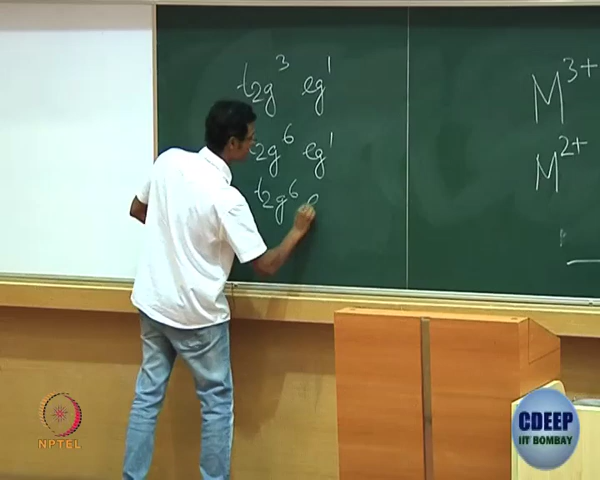 t2g³ eg¹
t2g⁶ eg¹
t2g⁶ e
M³⁺
M²⁺
NPTEL
CDEEP
IIT BOMBAY